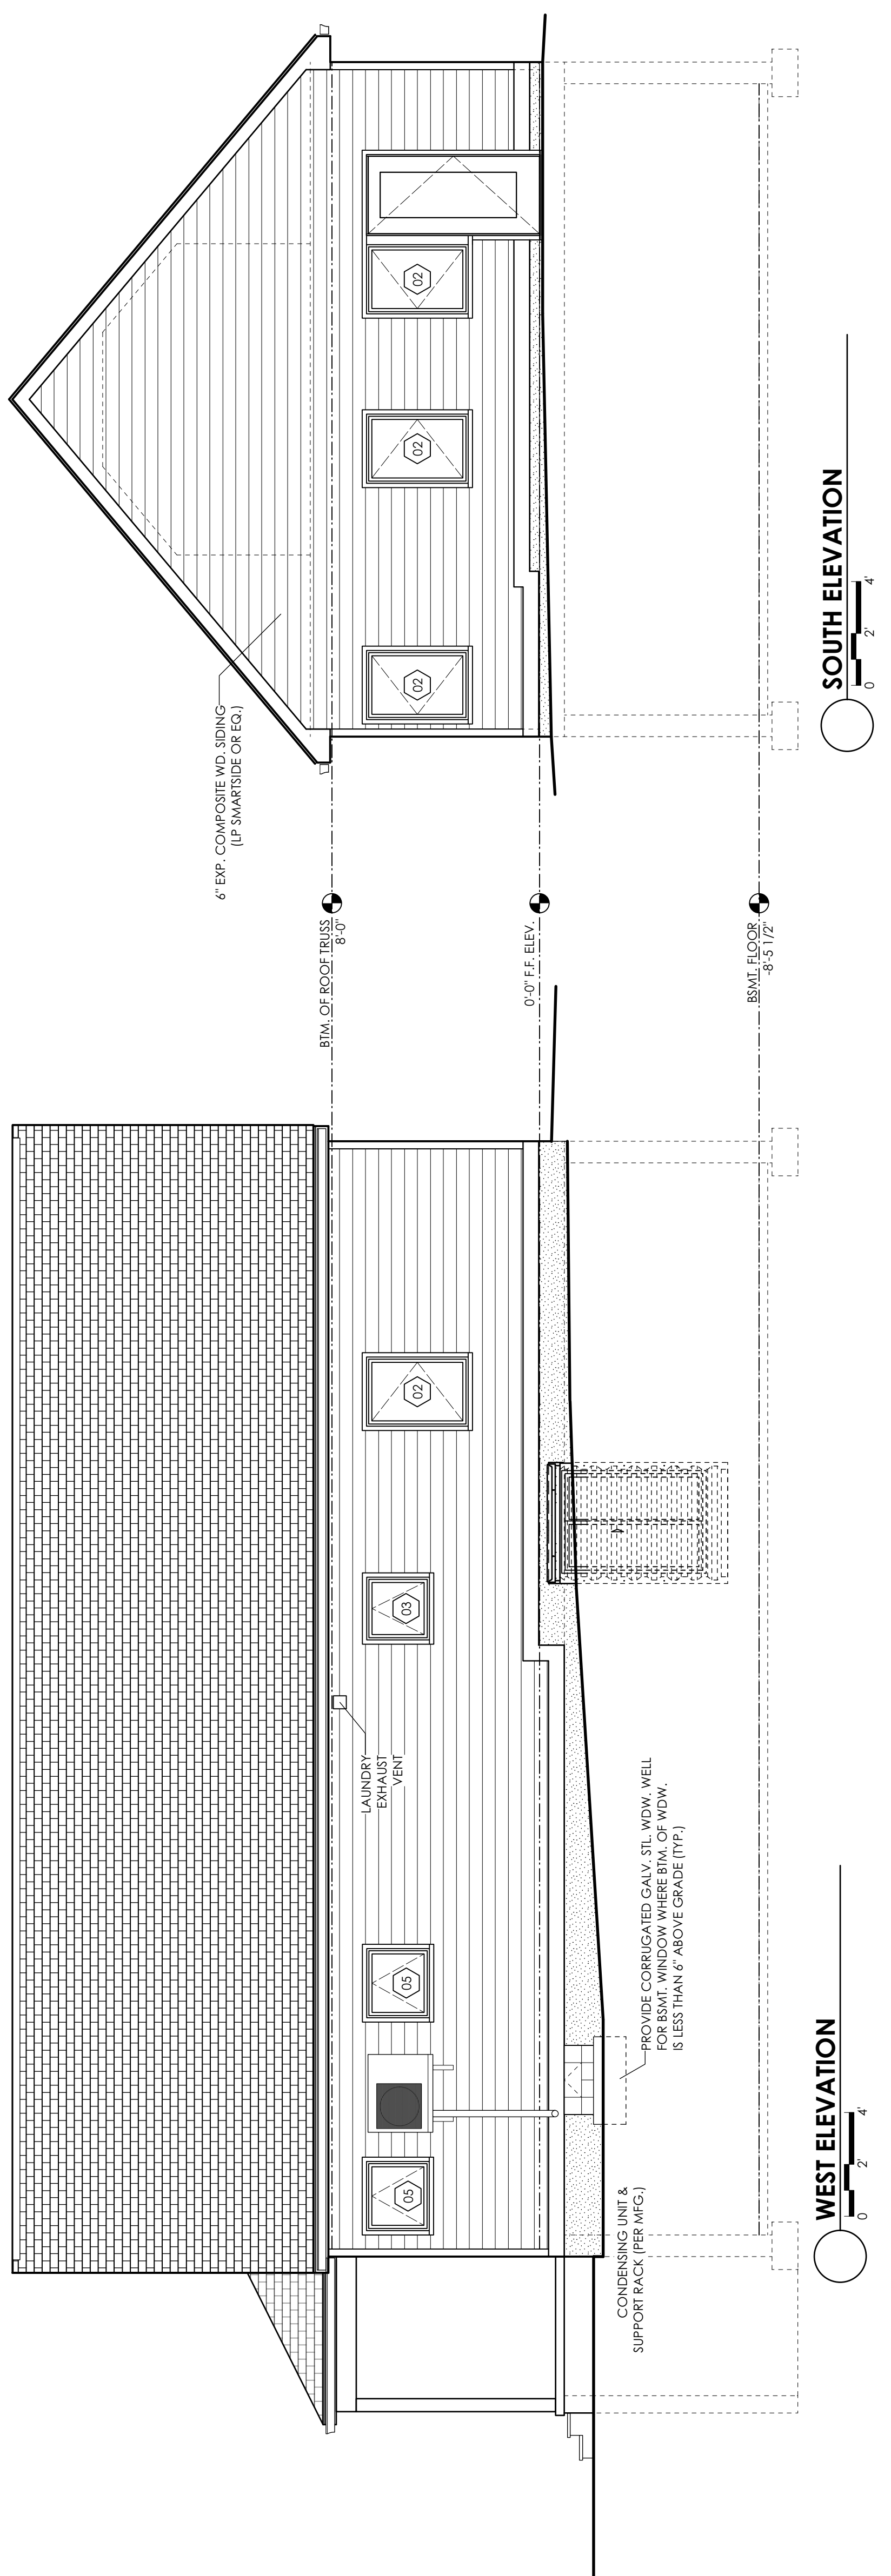 6" EXP. COMPOSITE WD. SIDING
(LP SMARTSIDE OR EQ.)
BTM. OF ROOF TRUSS
8'-0"
0'-0" F.F. ELEV.
BSMT. FLOOR
-8'-5 1/2"
02
02
02
SOUTH ELEVATION
0
2'
4'
05
05
03
02
LAUNDRY
EXHAUST
VENT
CONDENSING UNIT &
SUPPORT RACK (PER MFG.)
PROVIDE CORRUGATED GALV. STL. WDW. WELL
FOR BSMT. WINDOW WHERE BTM. OF WDW.
IS LESS THAN 6" ABOVE GRADE (TYP.)
WEST ELEVATION
0
2'
4'